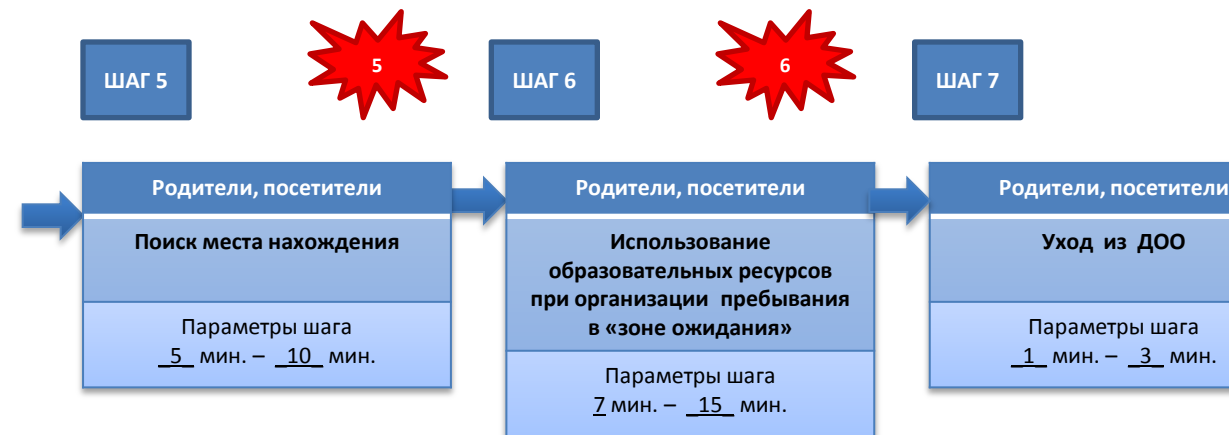 ШАГ 5
5
ШАГ 6
6
ШАГ 7
Родители, посетители
Поиск места нахождения
Параметры шага
_5_ мин. – _10_ мин.
Родители, посетители
Использование
образовательных ресурсов
при организации пребывания
в «зоне ожидания»
Параметры шага
7 мин. – _15_ мин.
Родители, посетители
Уход из ДОО
Параметры шага
_1_ мин. – _3_ мин.